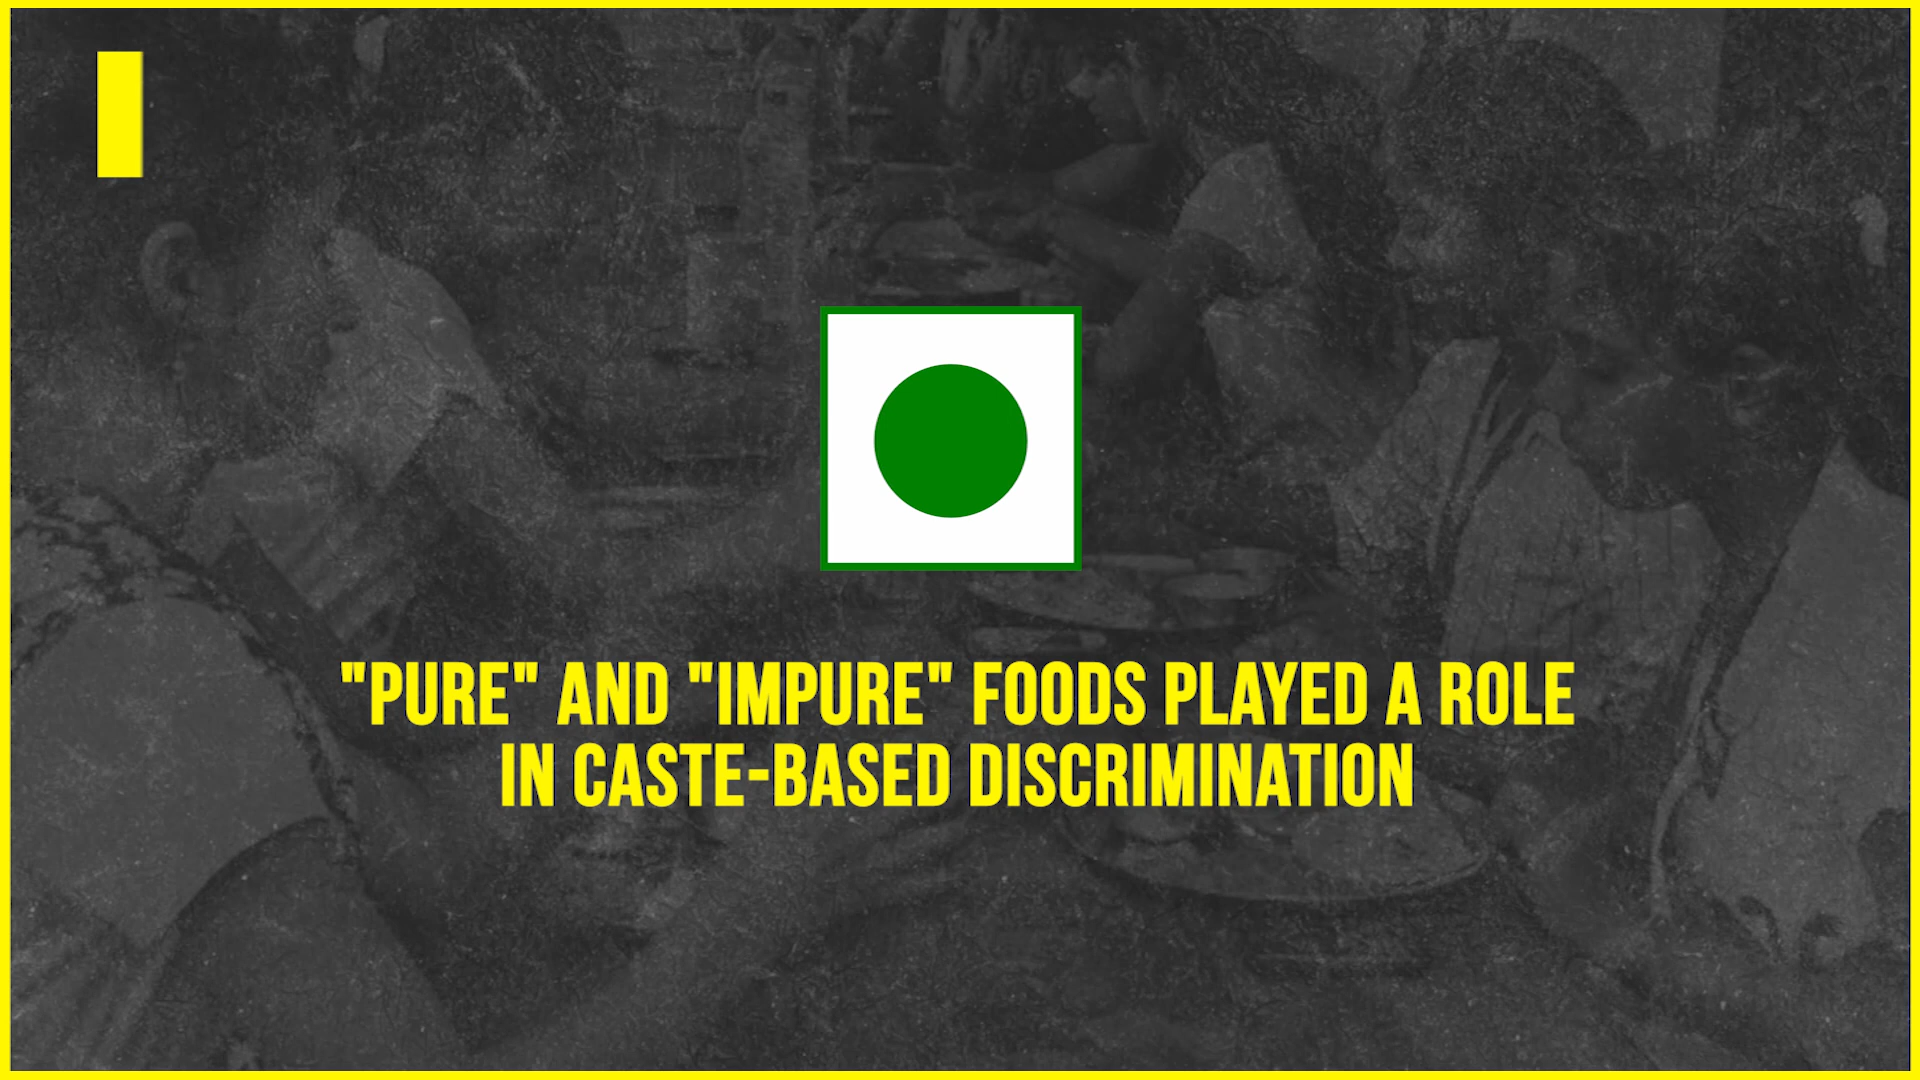 "PURE" AND "IMPURE" FOODS PLAYED A ROLE
IN CASTE-BASED DISCRIMINATION